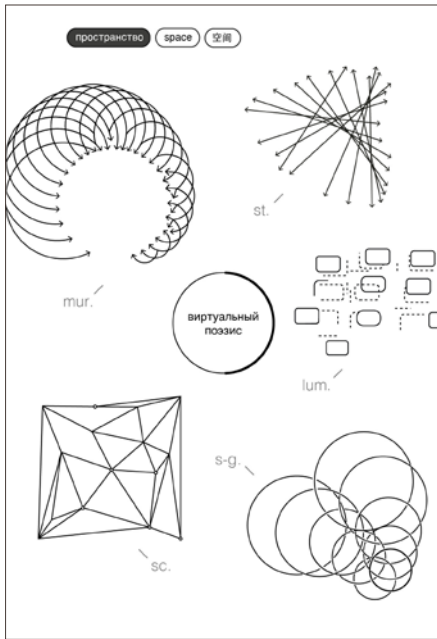 пространство space 空间
st.
mur.
виртуальный
поэзис
lum.
s-g.
sc.